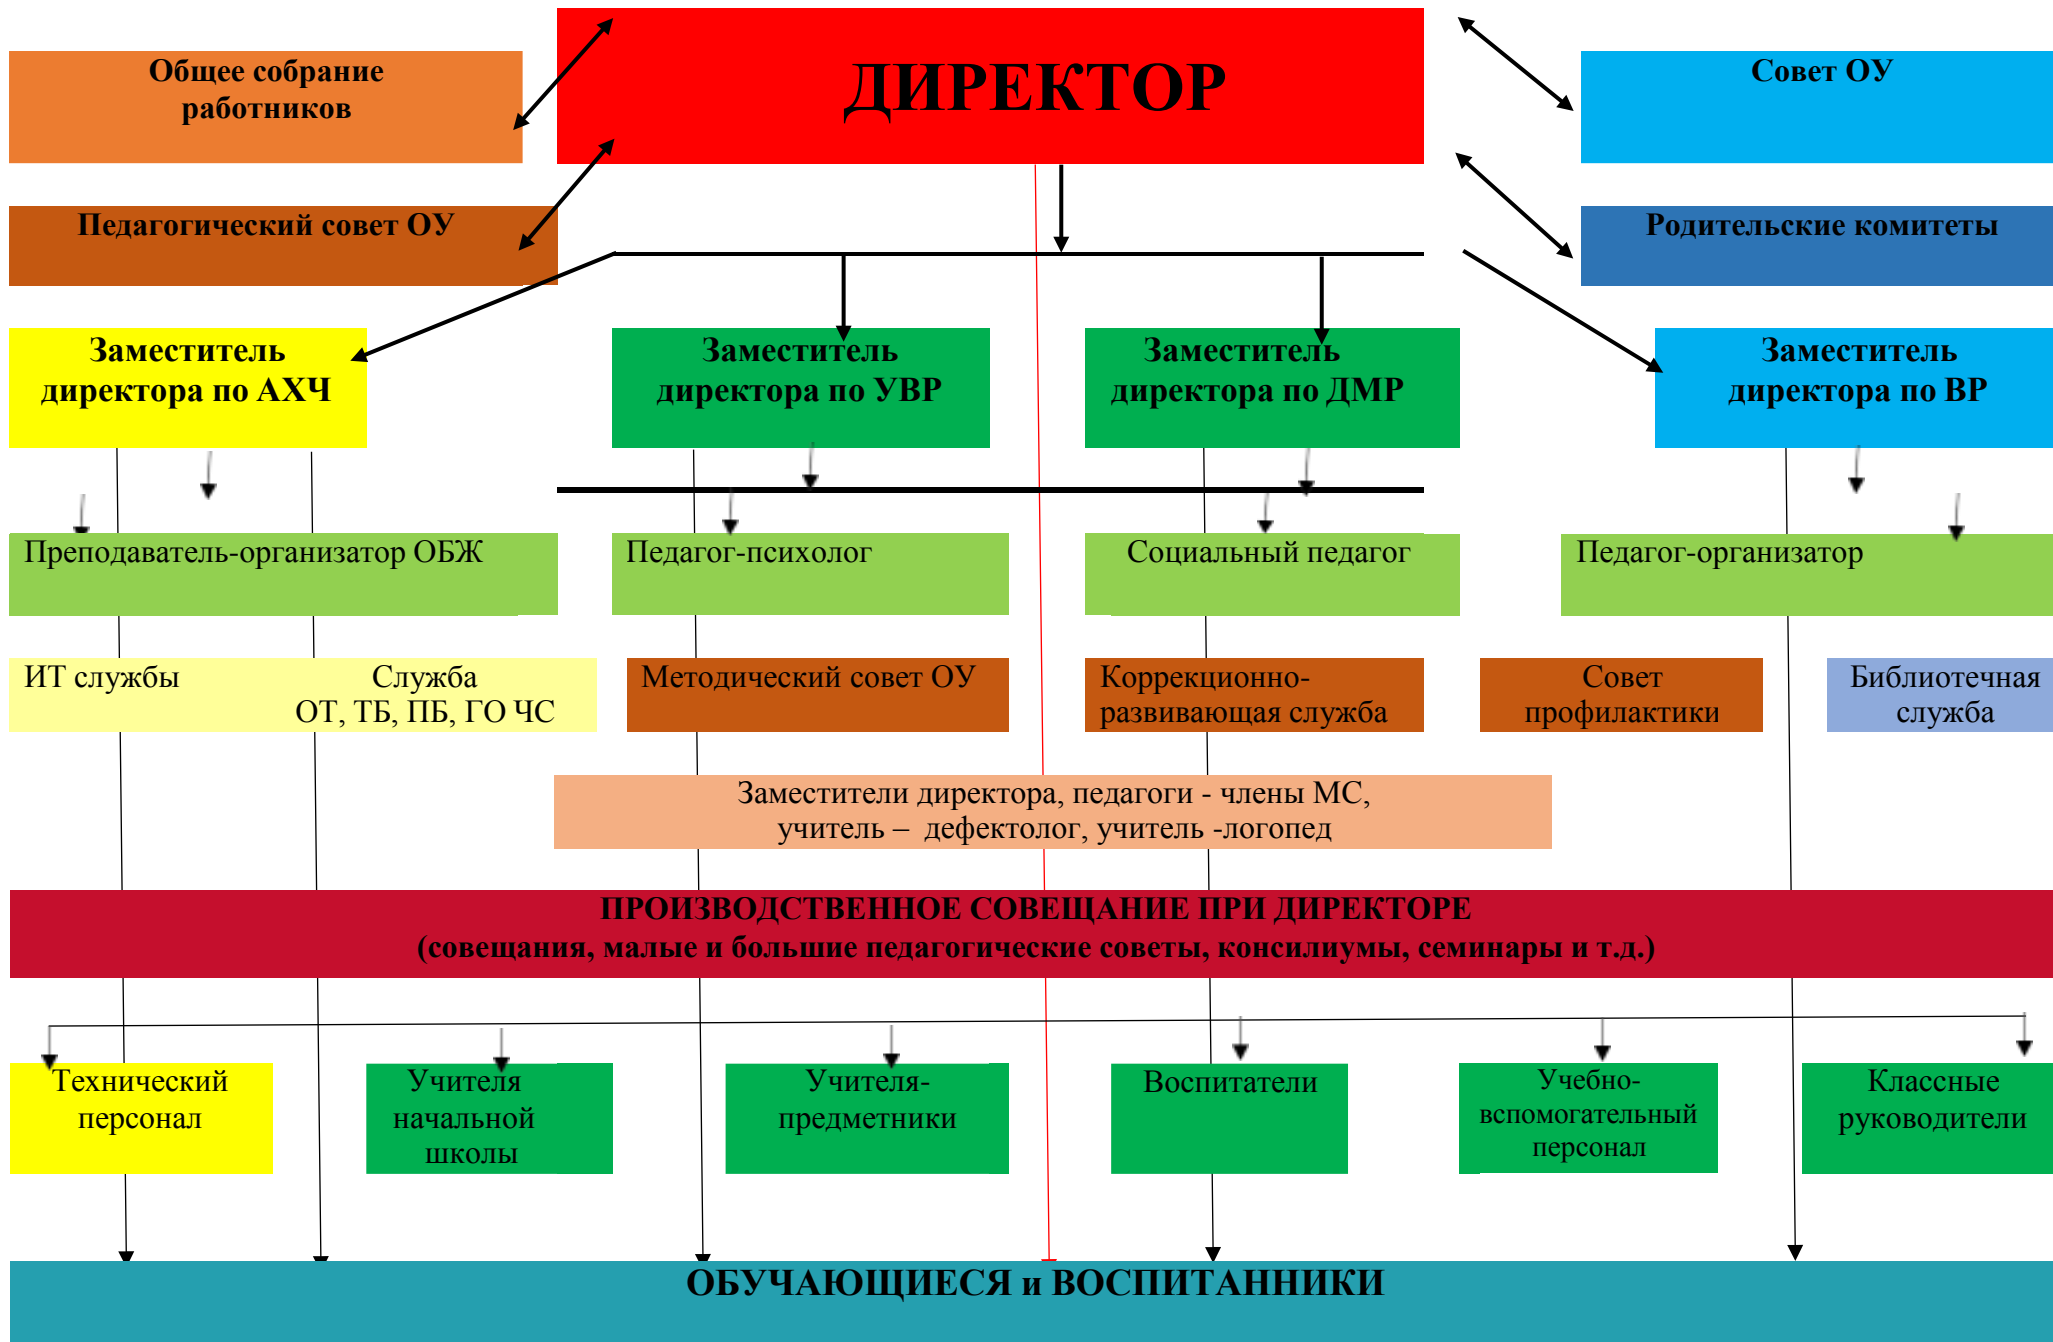 ДИРЕКТОР
Общее собрание
работников
Совет ОУ
Педагогический совет ОУ
Родительские комитеты
Заместитель
директора по АХЧ
Заместитель
директора по УВР
Заместитель
директора по ДМР
Заместитель
директора по ВР
Преподаватель-организатор ОБЖ
Педагог-психолог
Социальный педагог
Педагог-организатор
ИТ службы
Служба
ОТ, ТБ, ПБ, ГО ЧС
Методический совет ОУ
Коррекционно-
развивающая служба
Совет
профилактики
Библиотечная
служба
Заместители директора, педагоги - члены МС,
учитель – дефектолог, учитель -логопед
ПРОИЗВОДСТВЕННОЕ СОВЕЩАНИЕ ПРИ ДИРЕКТОРЕ
(совещания, малые и большие педагогические советы, консилиумы, семинары и т.д.)
Технический
персонал
Учителя
начальной
школы
Учителя-
предметники
Воспитатели
Учебно-
вспомогательный
персонал
Классные
руководители
ОБУЧАЮЩИЕСЯ и ВОСПИТАННИКИ